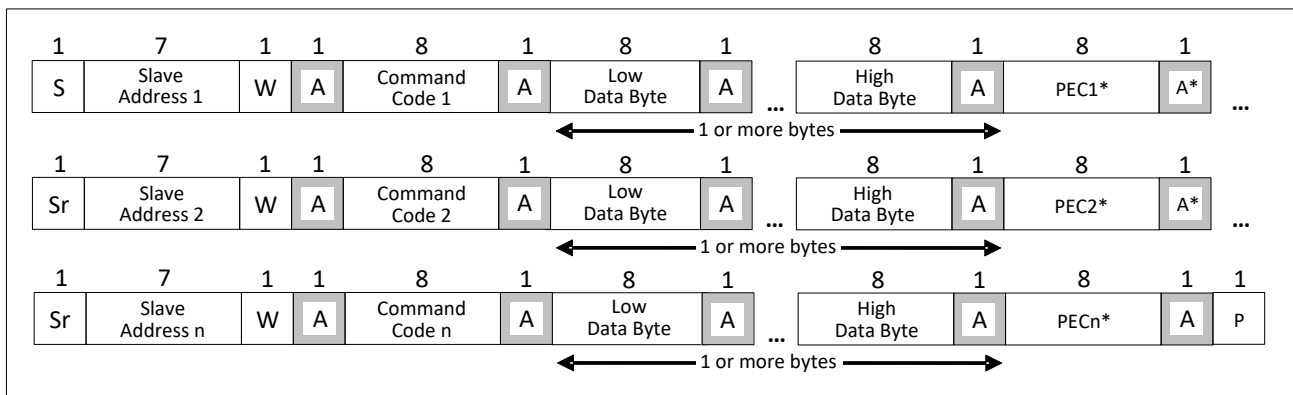 1 7 1 1 8 1 8 1 8 1 8 1
S Slave Address 1 W A Command Code 1 A Low Data Byte A ... High Data Byte A PEC1* A* ...
1 or more bytes
1 7 1 1 8 1 8 1 8 1 8 1
Sr Slave Address 2 W A Command Code 2 A Low Data Byte A ... High Data Byte A PEC2* A* ...
1 or more bytes
1 7 1 1 8 1 8 1 8 1 8 1 1
Sr Slave Address n W A Command Code n A Low Data Byte A ... High Data Byte A PECn* A P
1 or more bytes